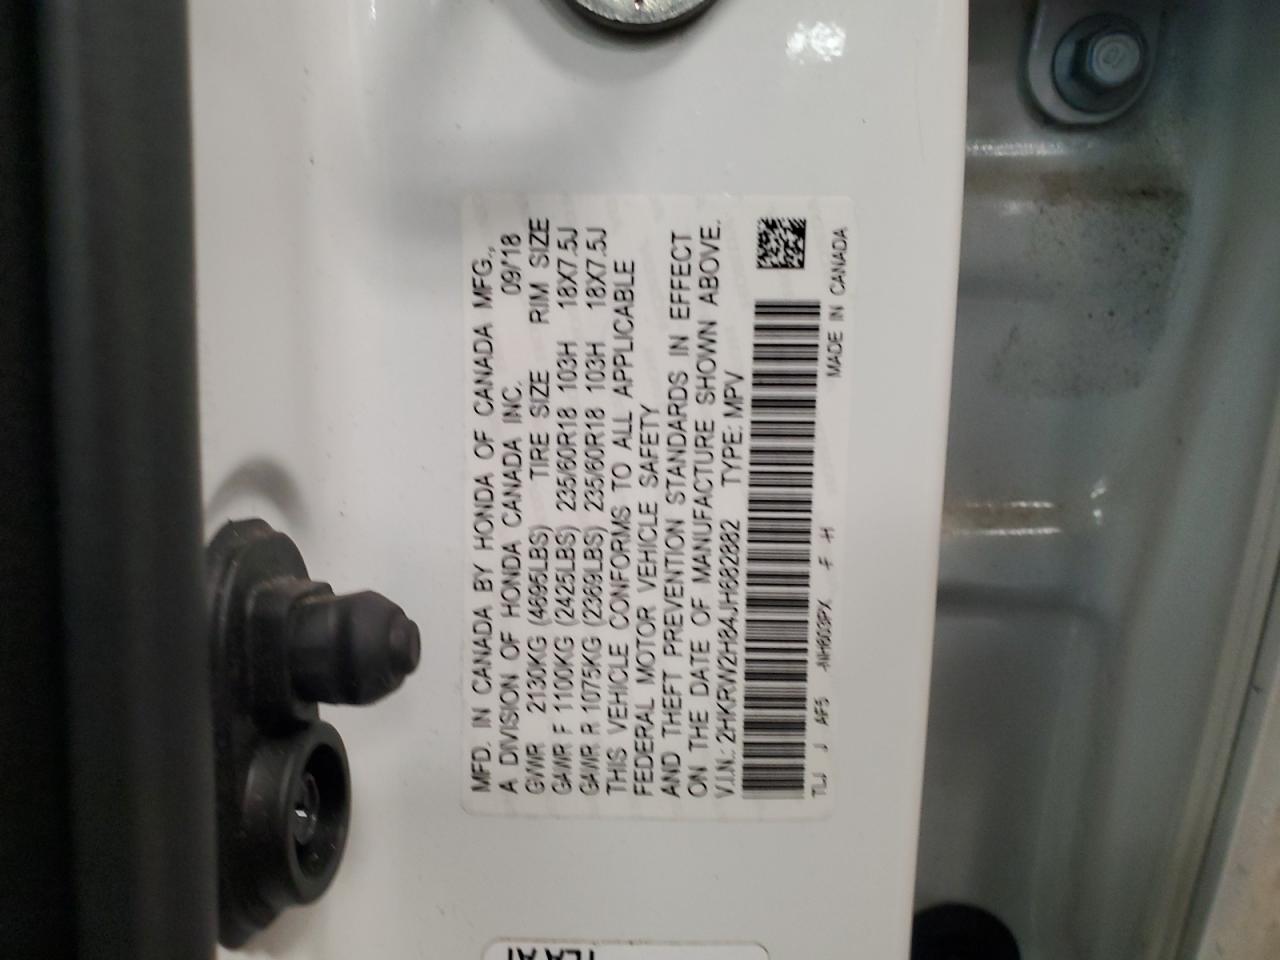 MFD. IN CANADA BY HONDA OF CANADA MFG.,
A DIVISION OF HONDA CANADA INC. 09/18
GVWR 2130KG (4695LBS) TIRE SIZE RIM SIZE
GAWR F 1100KG (2425LBS) 235/60R18 103H 18X7.5J
GAWR R 1075KG (2369LBS) 235/60R18 103H 18X7.5J
THIS VEHICLE CONFORMS TO ALL APPLICABLE
FEDERAL MOTOR VEHICLE SAFETY
AND THEFT PREVENTION STANDARDS IN EFFECT
ON THE DATE OF MANUFACTURE SHOWN ABOVE.
V.I.N.: 2HKRW2H84JH682882 TYPE: MPV
TLJ J AF5 -NH603PX -F -H MADE IN CANADA